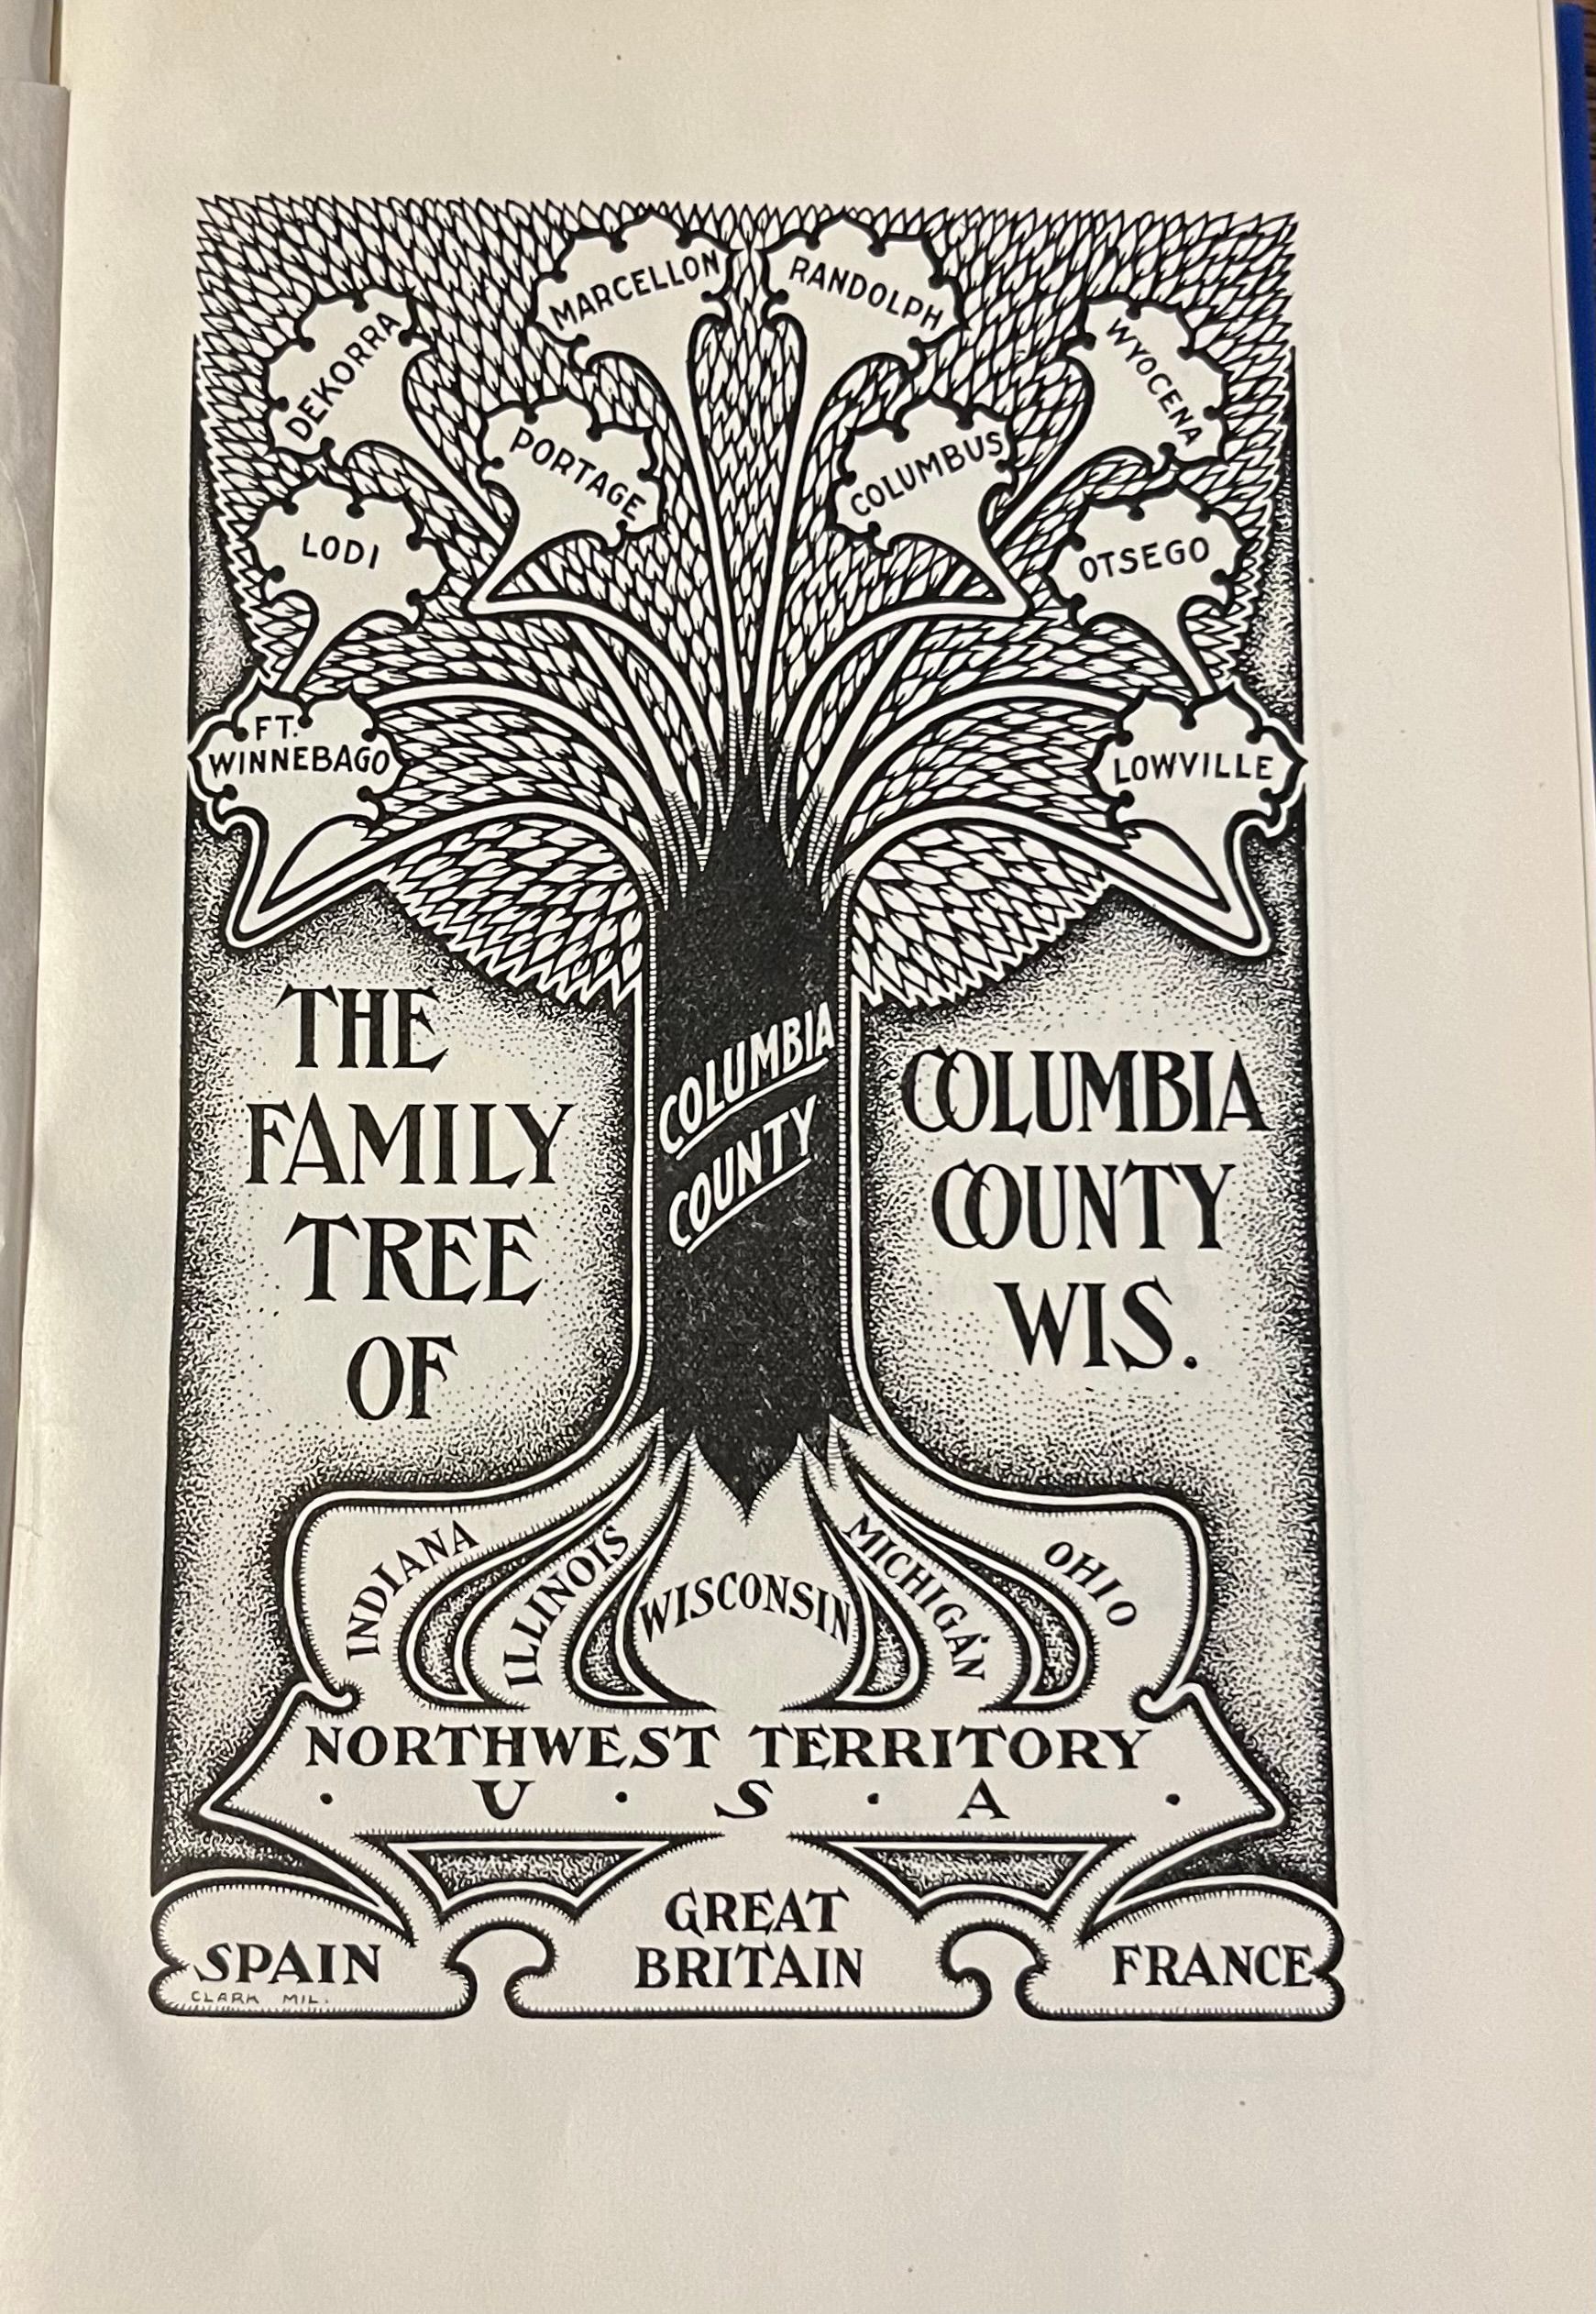 MARCELLON
RANDOLPH
DEKORRA
WYOCENA
PORTAGE
COLUMBUS
LODI
OTSEGO
FT.
WINNEBAGO
LOWVILLE
THE
FAMILY
TREE
OF
COLUMBIA
COUNTY
COLUMBIA
COUNTY
WIS.
INDIANA
ILLINOIS
WISCONSIN
MICHIGAN
OHIO
NORTHWEST TERRITORY
· U · S · A ·
SPAIN
GREAT
BRITAIN
FRANCE
CLARK MIL.